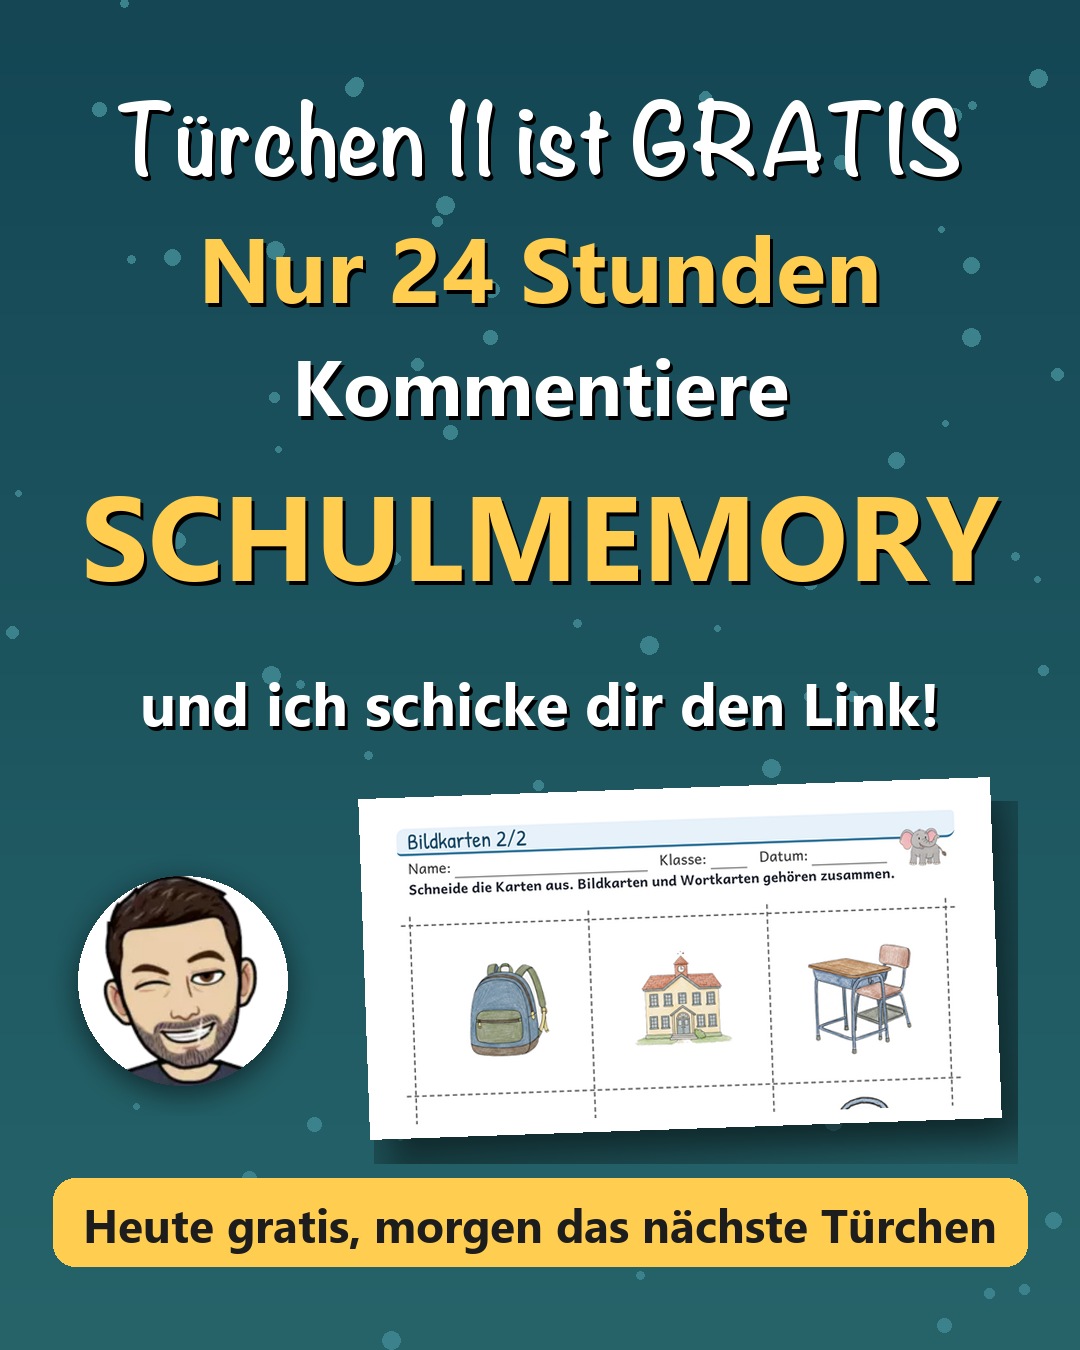 Türchen 11 ist GRATIS
Nur 24 Stunden
Kommentiere
SCHULMEMORY
und ich schicke dir den Link!
Bildkarten 2/2
Name: Klasse: Datum:
Schneide die Karten aus. Bildkarten und Wortkarten gehören zusammen.
Heute gratis, morgen das nächste Türchen